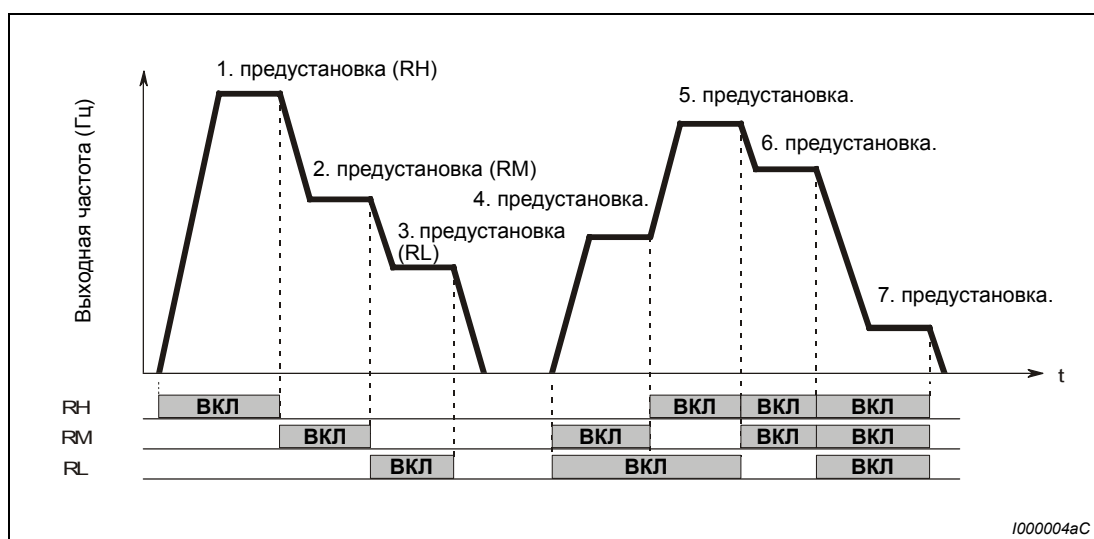 1. предустановка (RH)
5. предустановка.
6. предустановка.
2. предустановка (RM)
4. предустановка.
3. предустановка
(RL)
7. предустановка.
Выходная частота (Гц)
t
RH ВКЛ ВКЛ ВКЛ ВКЛ
RM ВКЛ ВКЛ ВКЛ ВКЛ
RL ВКЛ ВКЛ ВКЛ
I000004aC